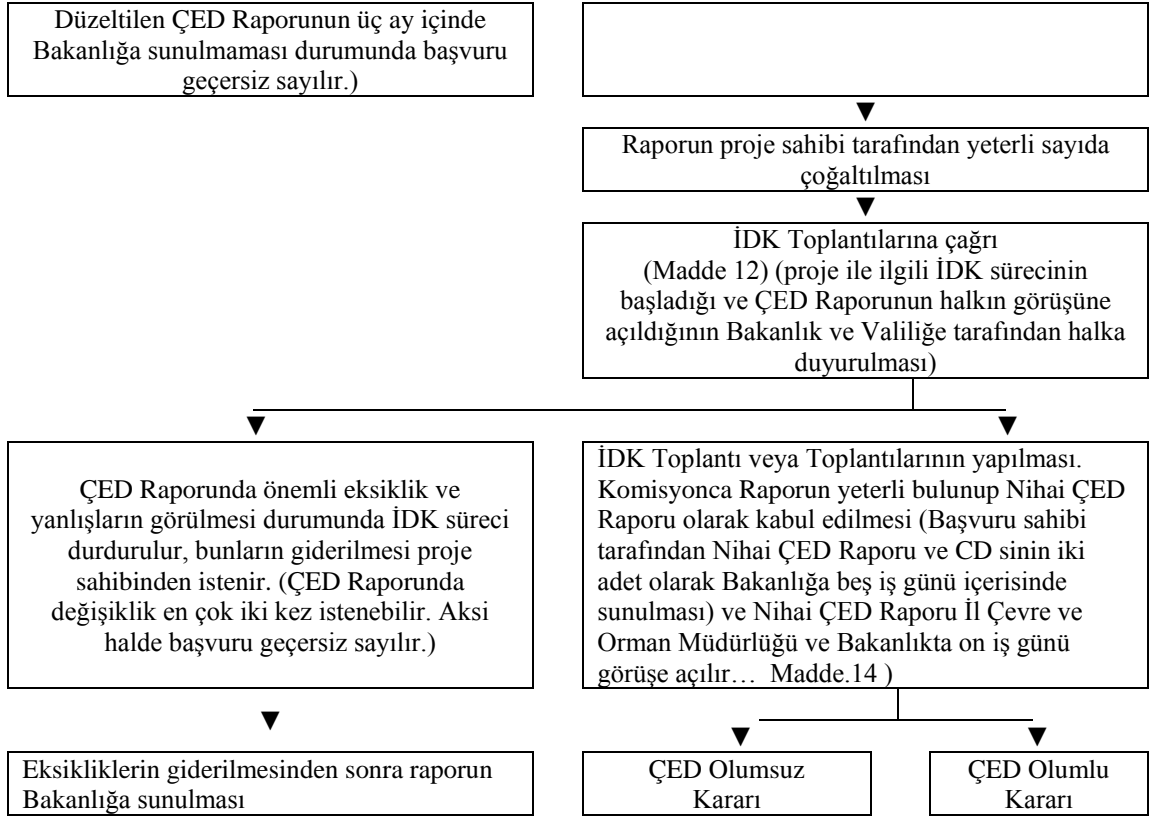 Düzeltilen ÇED Raporunun üç ay içinde
Bakanlığa sunulmaması durumunda başvuru
geçersiz sayılır.)
Raporun proje sahibi tarafından yeterli sayıda
çoğaltılması
İDK Toplantılarına çağrı
(Madde 12) (proje ile ilgili İDK sürecinin
başladığı ve ÇED Raporunun halkın görüşüne
açıldığının Bakanlık ve Valiliğe tarafından halka
duyurulması)
ÇED Raporunda önemli eksiklik ve
yanlışların görülmesi durumunda İDK süreci
durdurulur, bunların giderilmesi proje
sahibinden istenir. (ÇED Raporunda
değişiklik en çok iki kez istenebilir. Aksi
halde başvuru geçersiz sayılır.)
İDK Toplantı veya Toplantılarının yapılması.
Komisyonca Raporun yeterli bulunup Nihai ÇED
Raporu olarak kabul edilmesi (Başvuru sahibi
tarafından Nihai ÇED Raporu ve CD sinin iki
adet olarak Bakanlığa beş iş günü içerisinde
sunulması) ve Nihai ÇED Raporu İl Çevre ve
Orman Müdürlüğü ve Bakanlıkta on iş günü
görüşe açılır… Madde.14 )
Eksikliklerin giderilmesinden sonra raporun
Bakanlığa sunulması
ÇED Olumsuz
Kararı
ÇED Olumlu
Kararı